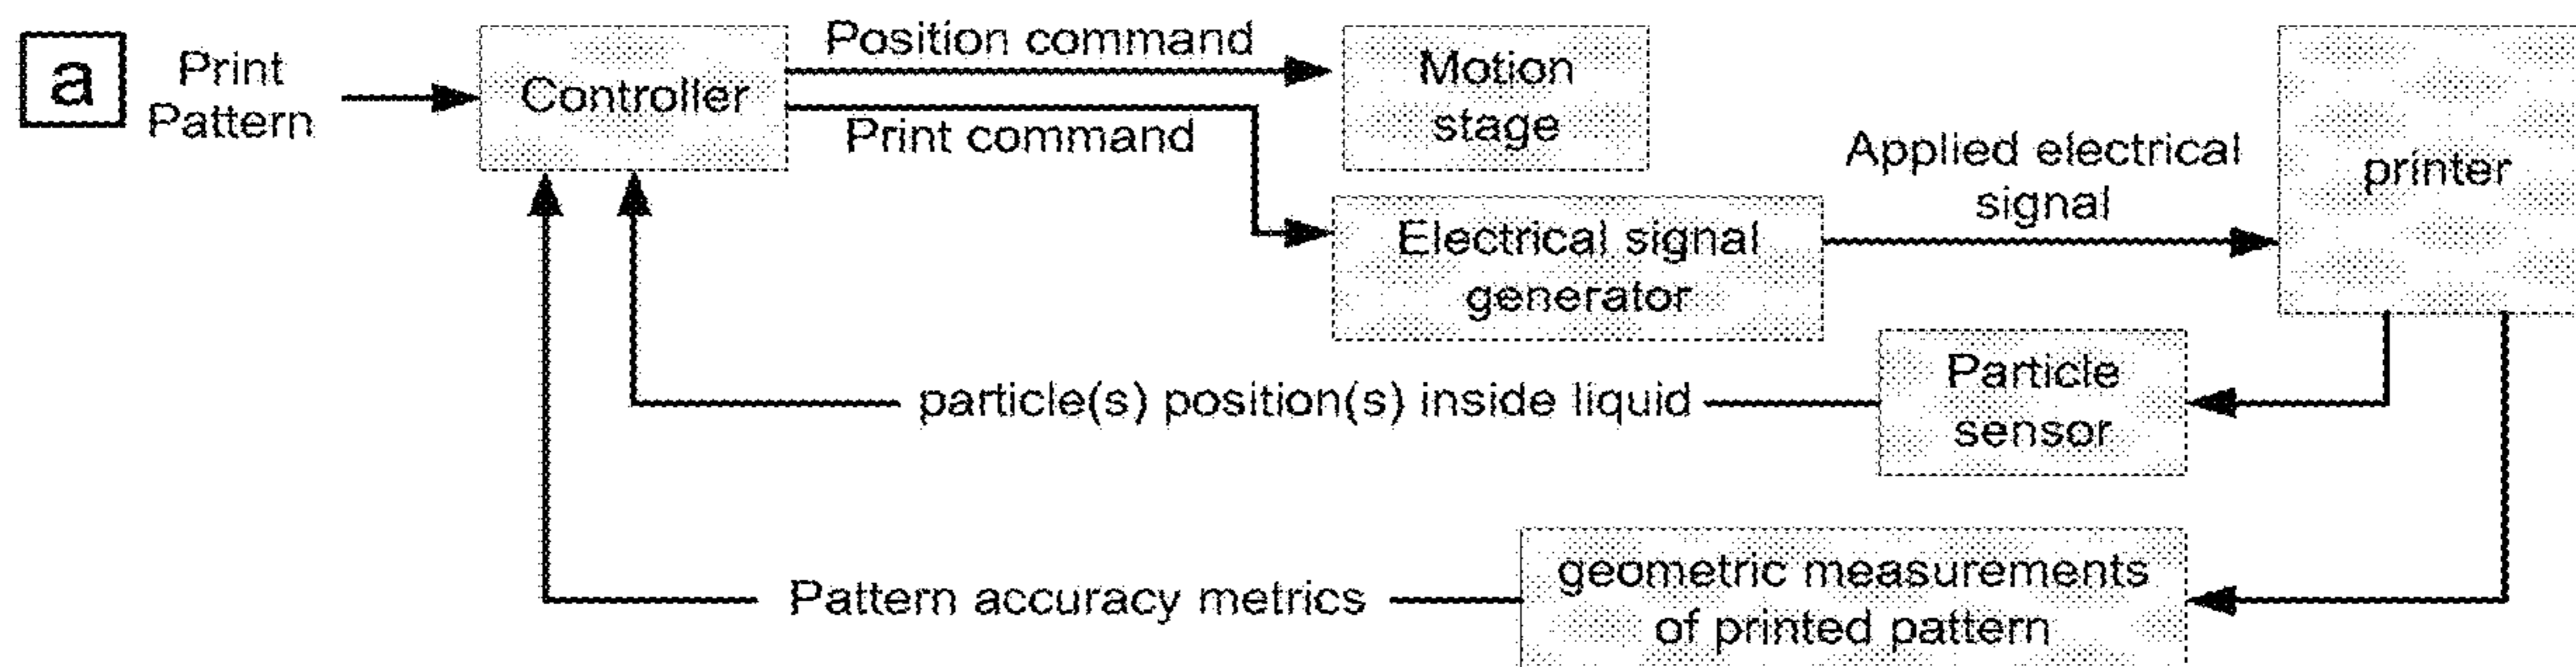 a
Print
Pattern
Controller
Position command
Print command
Motion
stage
Electrical signal
generator
Applied electrical
signal
printer
Particle
sensor
particle(s) position(s) inside liquid
geometric measurements
of printed pattern
Pattern accuracy metrics